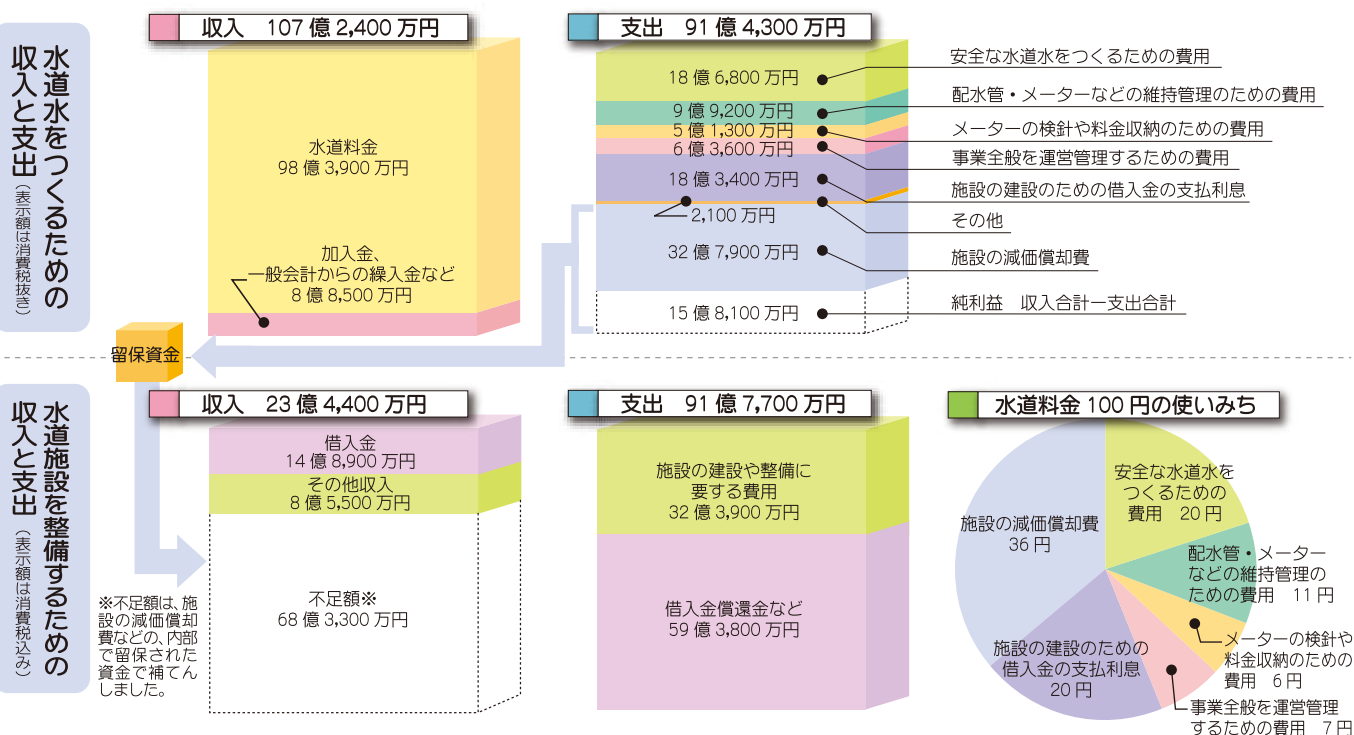 水道水をつくるための
収入と支出（表示額は消費税抜き）
収入 107億2,400万円
水道料金
98億3,900万円
加入金、
一般会計からの繰入金など
8億8,500万円
支出 91億4,300万円
18億6,800万円
安全な水道水をつくるための費用
9億9,200万円
配水管・メーターなどの維持管理のための費用
5億1,300万円
メーターの検針や料金収納のための費用
6億3,600万円
事業全般を運営管理するための費用
18億3,400万円
施設の建設のための借入金の支払利息
2,100万円
その他
32億7,900万円
施設の減価償却費
15億8,100万円
純利益 収入合計ー支出合計
留保資金
水道施設を整備するための
収入と支出（表示額は消費税込み）
収入 23億4,400万円
借入金
14億8,900万円
その他収入
8億5,500万円
不足額※
68億3,300万円
※不足額は、施
設の減価償却
費などの、内部
で留保された
資金で補てん
しました。
支出 91億7,700万円
施設の建設や整備に
要する費用
32億3,900万円
借入金償還金など
59億3,800万円
水道料金100円の使いみち
安全な水道水を
つくるための
費用 20円
配水管・メーター
などの維持管理の
ための費用 11円
メーターの検針や
料金収納のための
費用 6円
事業全般を運営管理
するための費用 7円
施設の建設のための
借入金の支払利息
20円
施設の減価償却費
36円